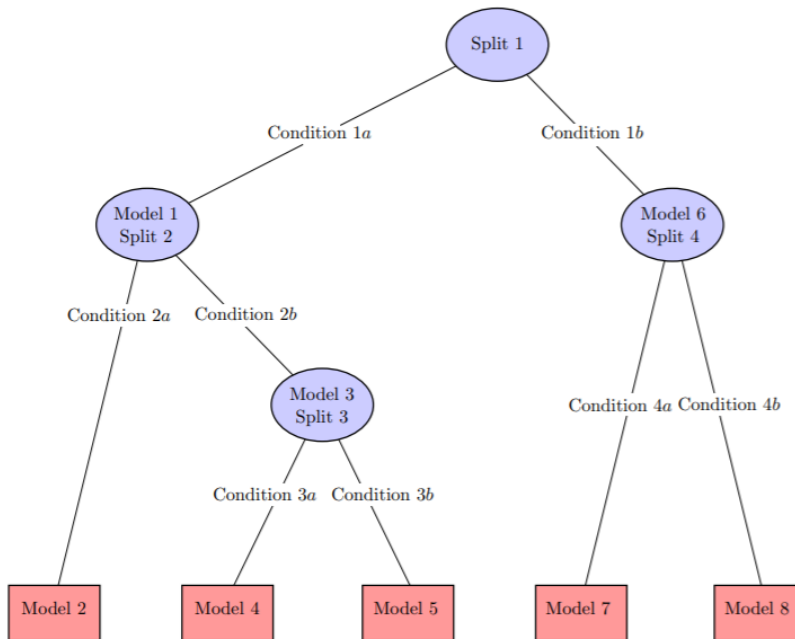 Split 1
Condition 1a
Condition 1b
Model 1
Split 2
Model 6
Split 4
Condition 2a
Condition 2b
Model 3
Split 3
Condition 4a
Condition 4b
Condition 3a
Condition 3b
Model 2
Model 4
Model 5
Model 7
Model 8